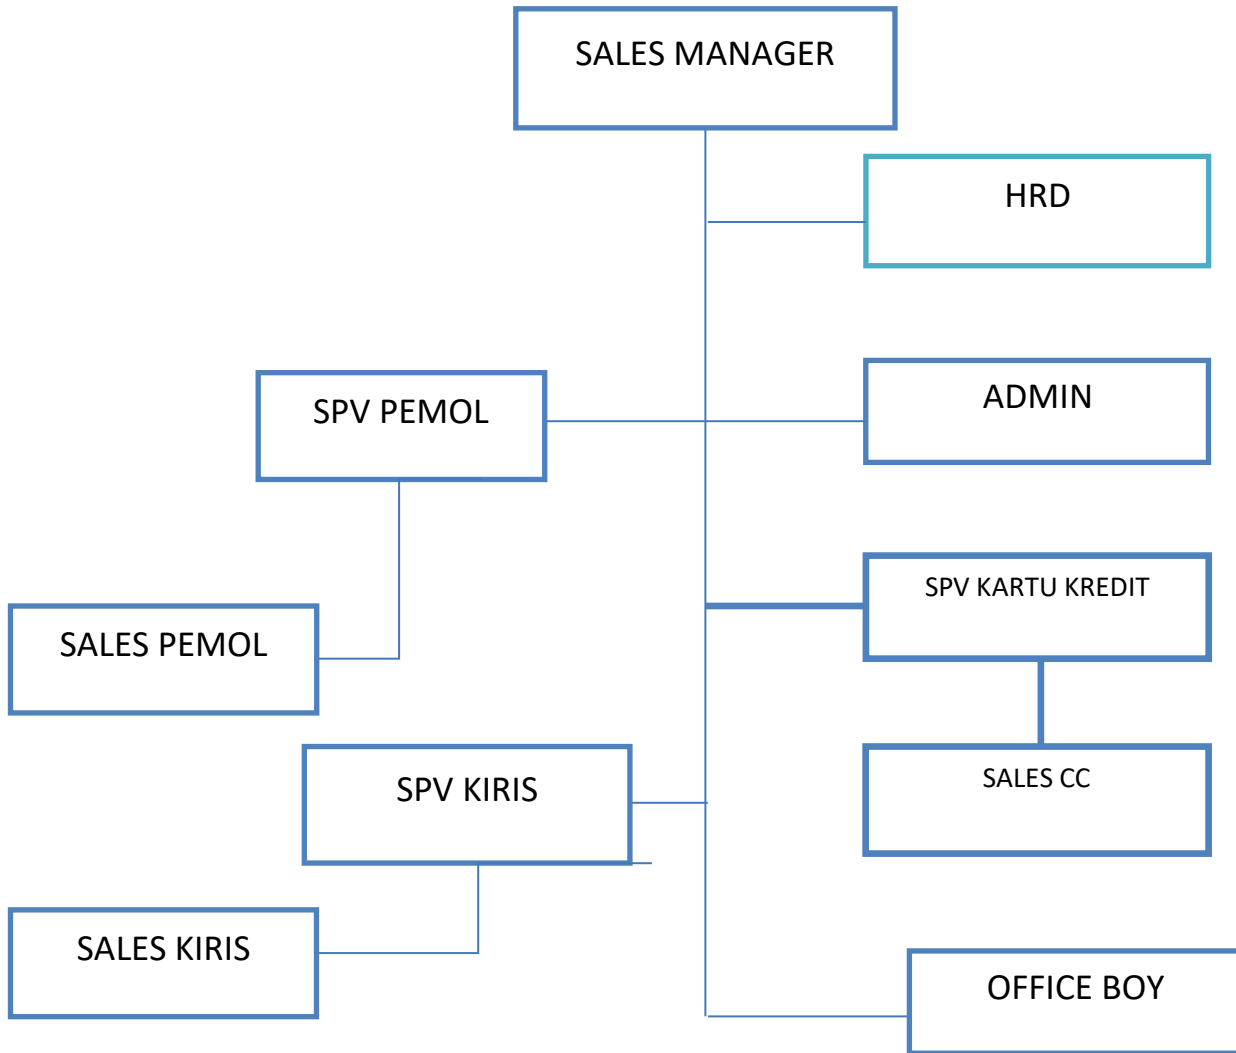 SALES MANAGER
HRD
ADMIN
SPV PEMOL
SPV KARTU KREDIT
SALES PEMOL
SALES CC
SPV KIRIS
SALES KIRIS
OFFICE BOY